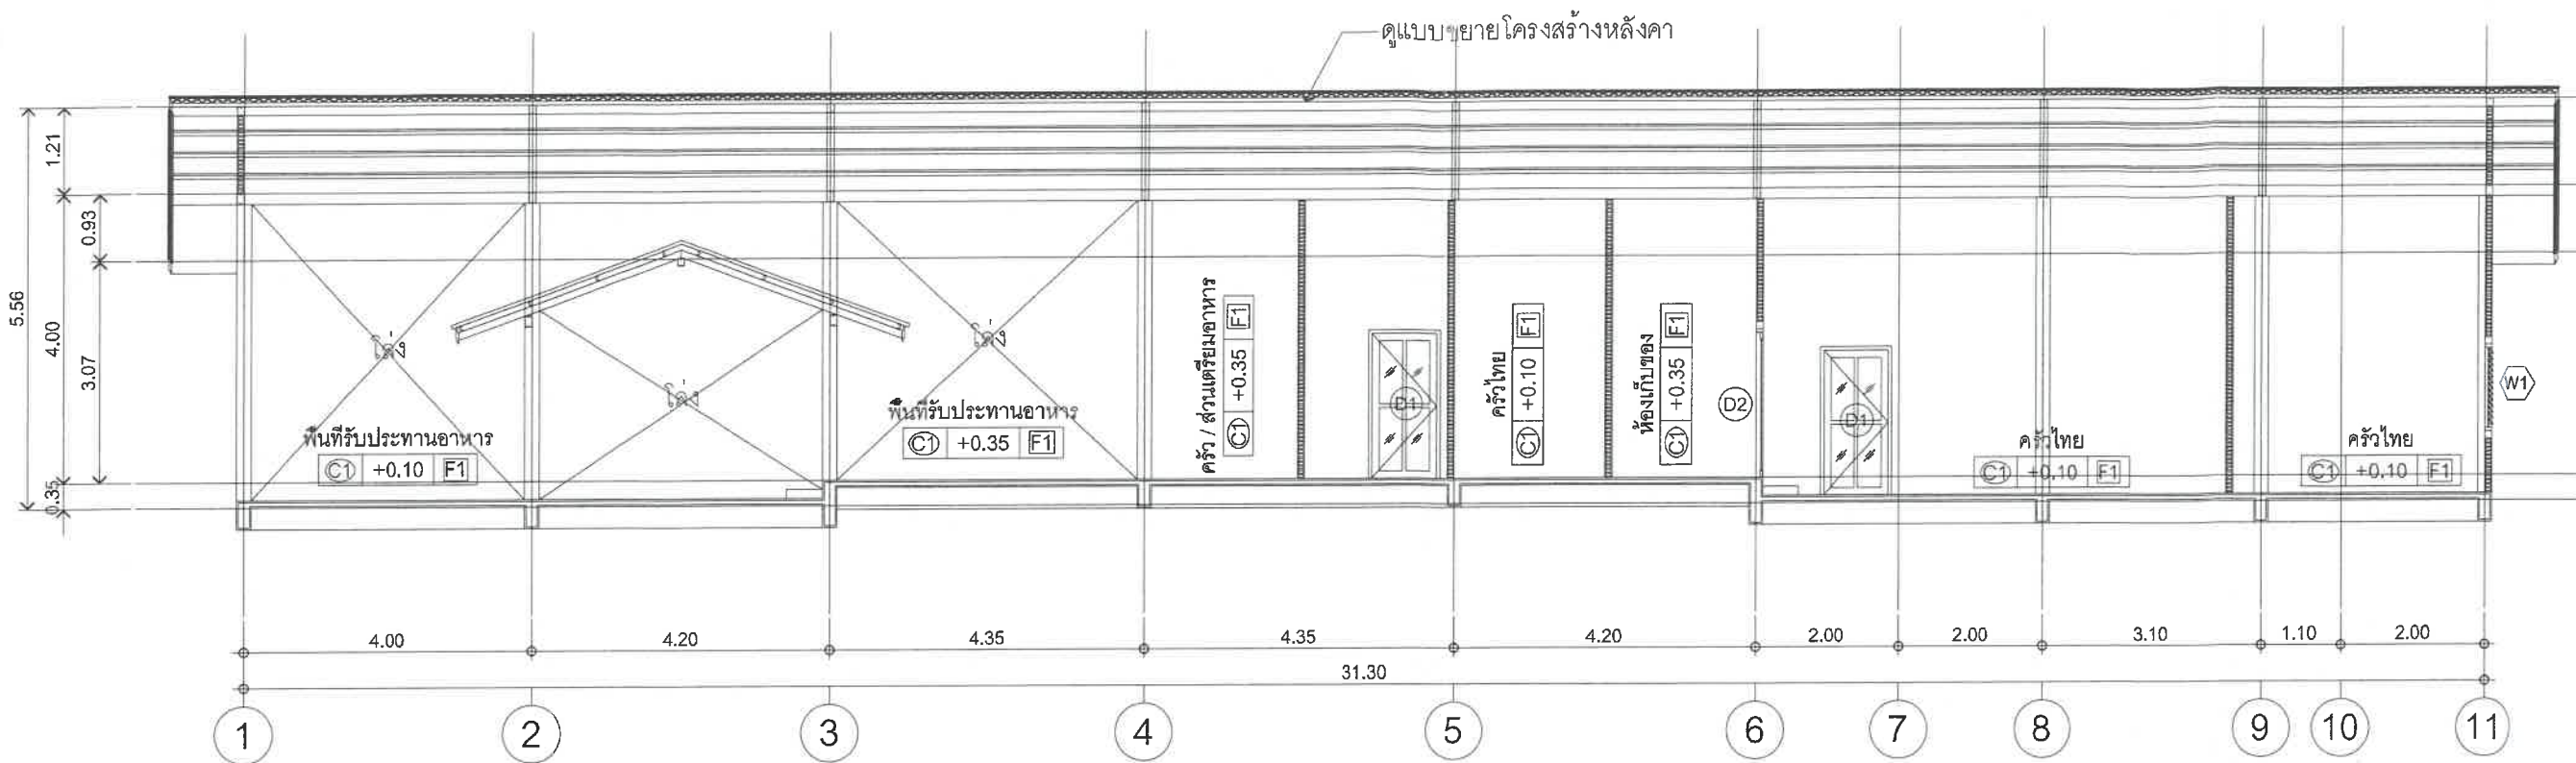 ดูแบบขยายโครงสร้างหลังคา
1.21
0.93
5.56
4.00
3.07
0.35
โล่ง
โล่ง
โล่ง
พื้นที่รับประทานอาหาร
C1 +0.10 F1
พื้นที่รับประทานอาหาร
C1 +0.35 F1
ครัว / ส่วนเตรียมอาหาร
C1 +0.35 F1
D1
ครัวไทย
C1 +0.10 F1
ห้องเก็บของ
C1 +0.35 F1
D2
D1
ครัวไทย
C1 +0.10 F1
ครัวไทย
C1 +0.10 F1
W1
4.00 4.20 4.35 4.35 4.20 2.00 2.00 3.10 1.10 2.00
31.30
1 2 3 4 5 6 7 8 9 10 11